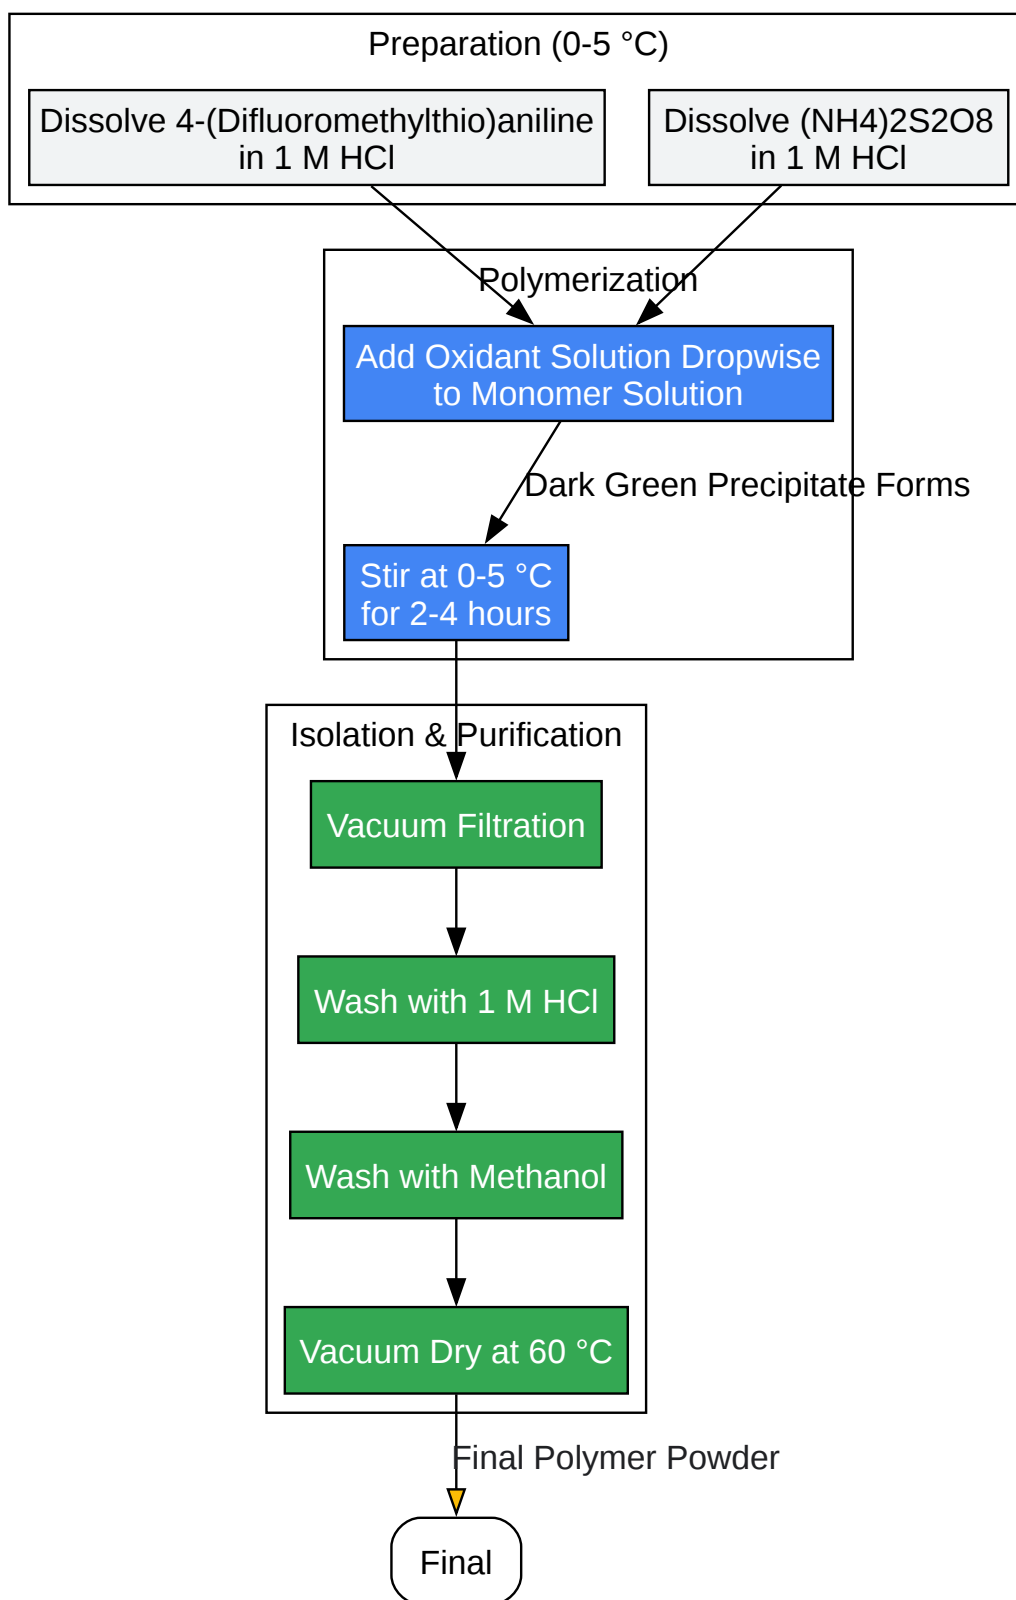 Preparation (0-5 °C)
Dissolve 4-(Difluoromethylthio)aniline
in 1 M HCl
Dissolve (NH4)2S2O8
in 1 M HCl
Polymerization
Add Oxidant Solution Dropwise
to Monomer Solution
Dark Green Precipitate Forms
Stir at 0-5 °C
for 2-4 hours
Isolation & Purification
Vacuum Filtration
Wash with 1 M HCl
Wash with Methanol
Vacuum Dry at 60 °C
Final Polymer Powder
Final